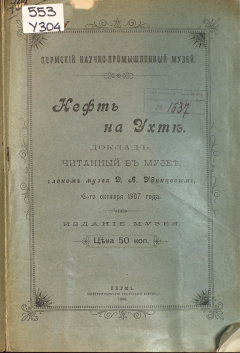 553
У304
ПЕРМСКІЙ НАУЧНО-ПРОМЫШЛЕННЫЙ МУЗЕЙ.
Нефть
на Ухтѣ.
1637
ДОКЛАДЪ,
ЧИТАННЫЙ ВЪ МУЗЕѢ
членомъ музея
6-го октября 1907 года.
ИЗДАНІЕ МУЗЕЯ.
Цѣна 50 коп.
ПЕРМЬ.